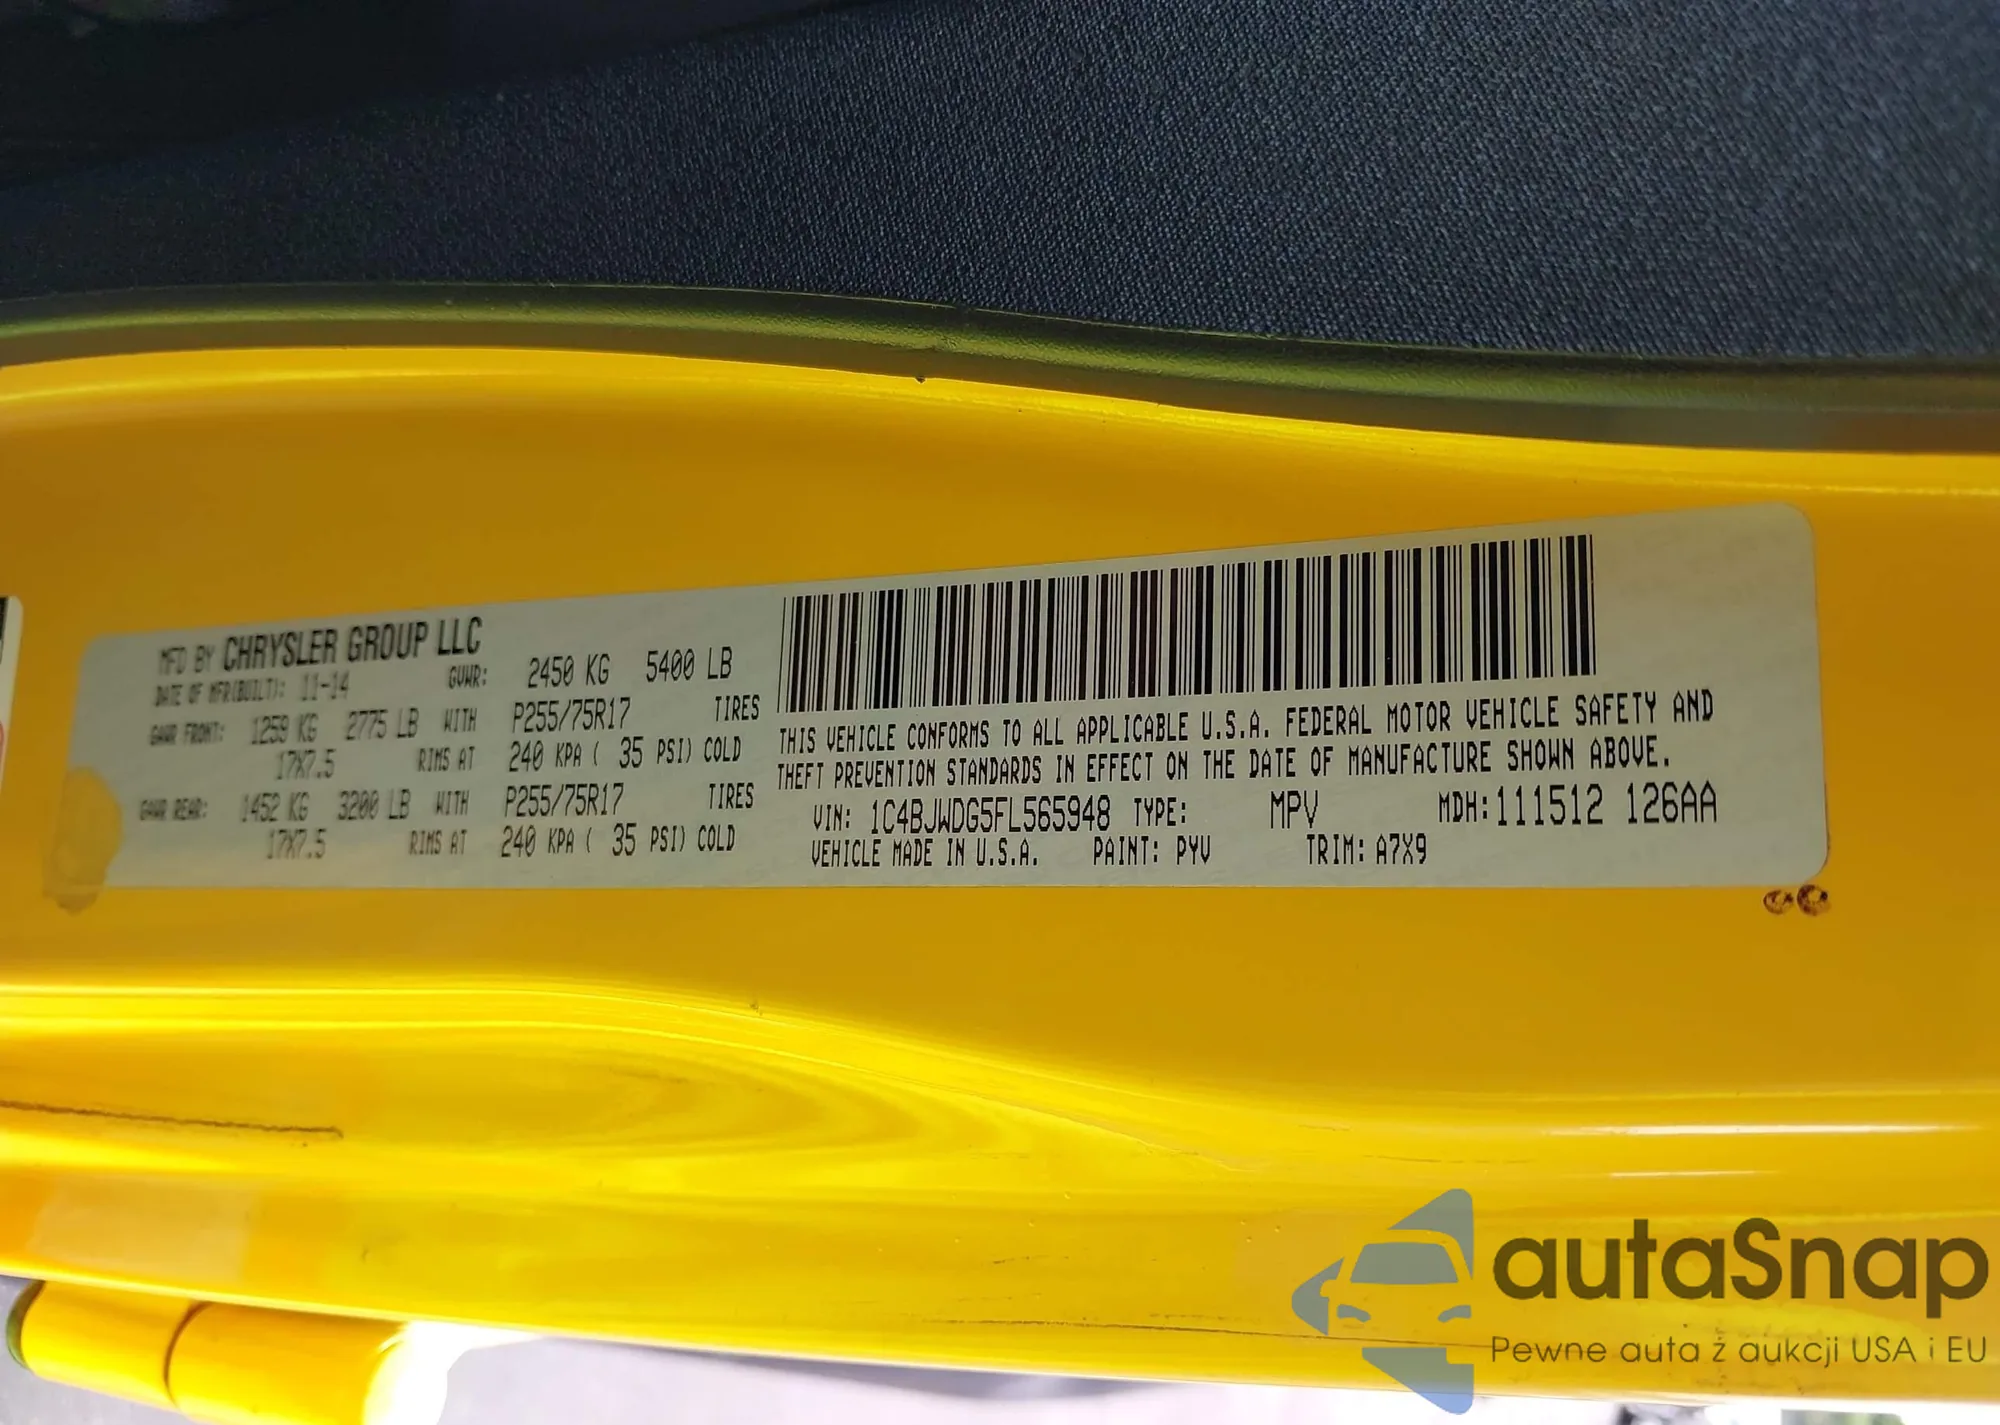 MFD BY CHRYSLER GROUP LLC
DATE OF MFR(BUILT): 11-14 GVWR: 2450 KG 5400 LB
GAWR FRONT: 1259 KG 2775 LB WITH P255/75R17 TIRES
17X7.5 RIMS AT 240 KPA ( 35 PSI) COLD
GAWR REAR: 1452 KG 3200 LB WITH P255/75R17 TIRES
17X7.5 RIMS AT 240 KPA ( 35 PSI) COLD
THIS VEHICLE CONFORMS TO ALL APPLICABLE U.S.A. FEDERAL MOTOR VEHICLE SAFETY AND
THEFT PREVENTION STANDARDS IN EFFECT ON THE DATE OF MANUFACTURE SHOWN ABOVE.
VIN: 1C4BJWDG5FL565948 TYPE: MPV MDH: 111512 126AA
VEHICLE MADE IN U.S.A. PAINT: PYV TRIM: A7X9
autaSnap
Pewne auta z aukcji USA i EU